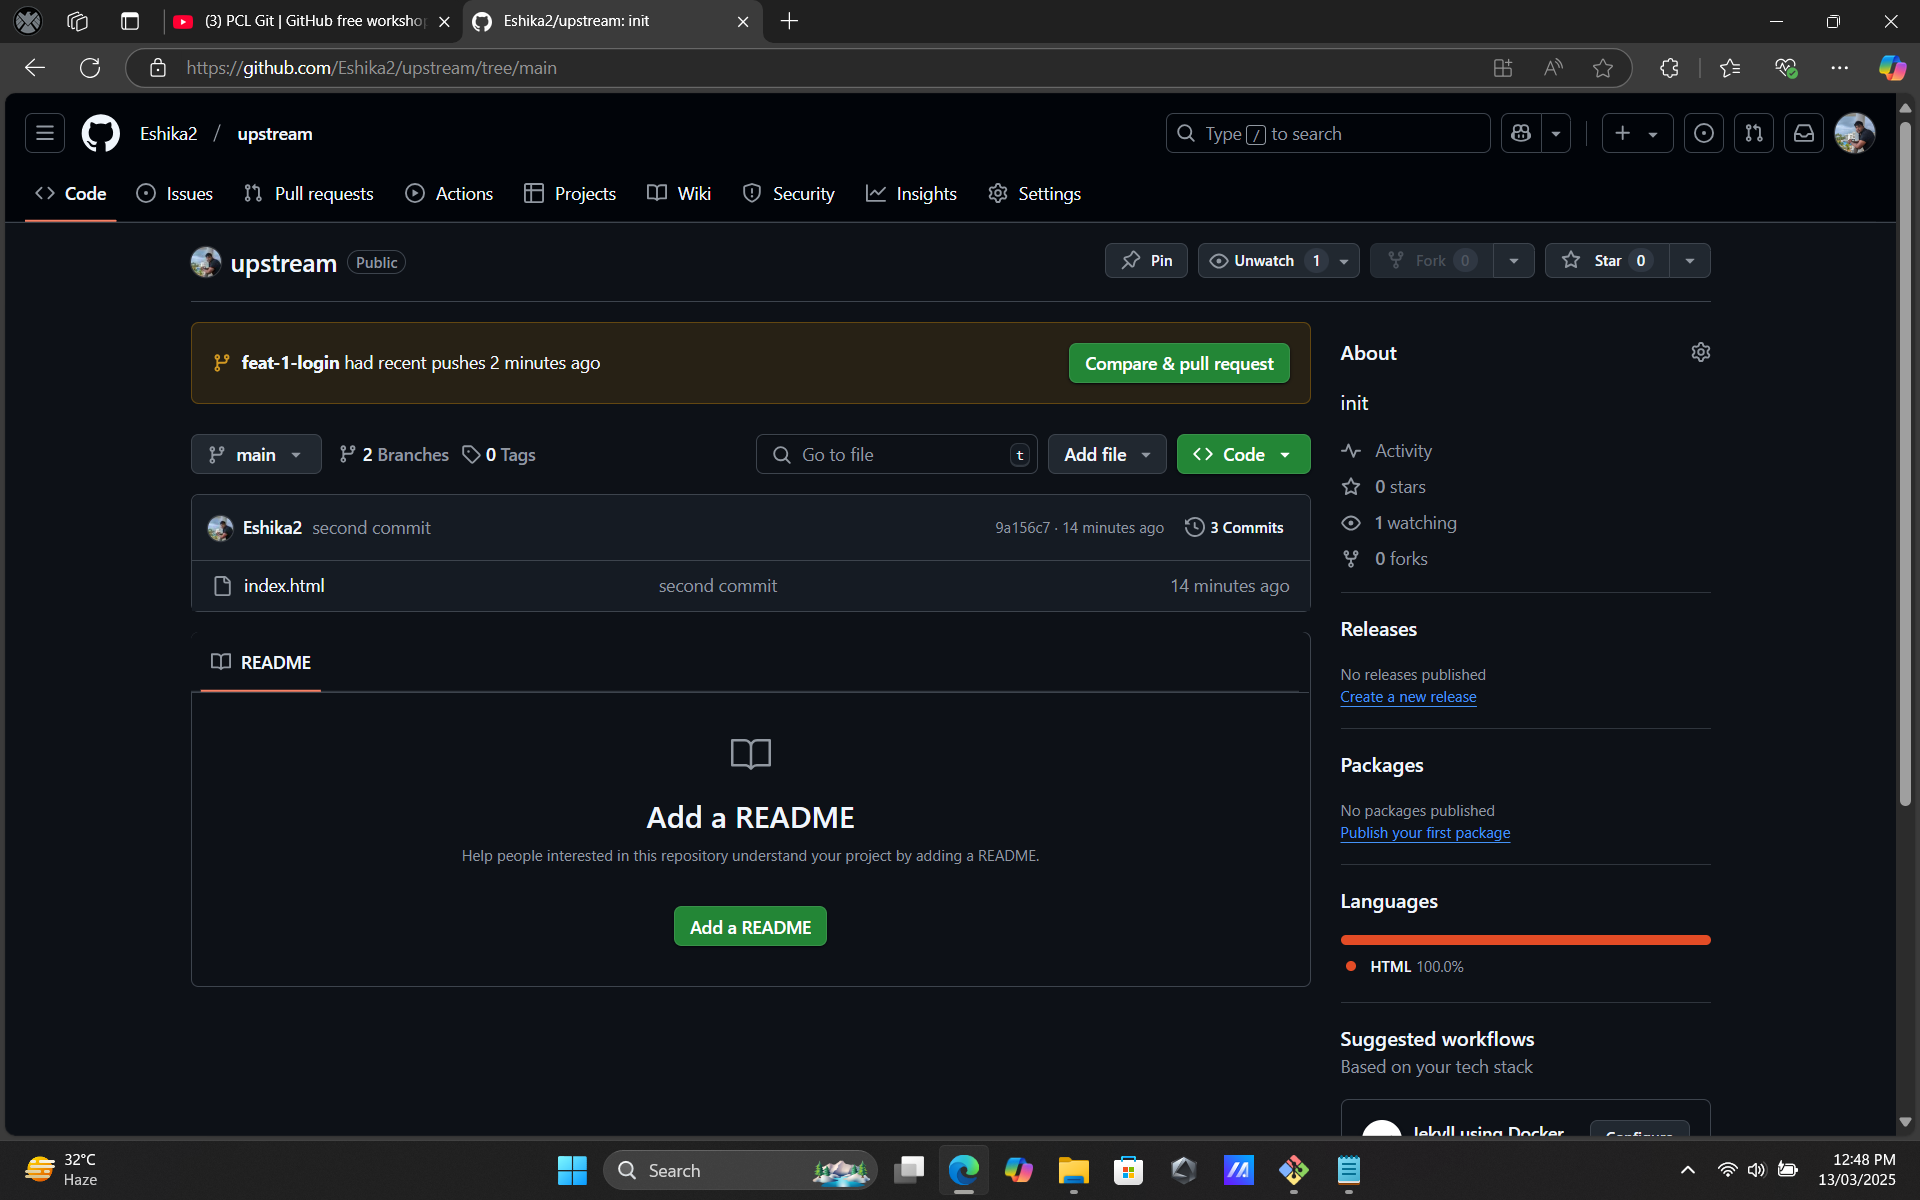 (3) PCL Git | GitHub free workshop
Eshika2/upstream: init
https://github.com/Eshika2/upstream/tree/main
Eshika2 / upstream
Type / to search
Code
Issues
Pull requests
Actions
Projects
Wiki
Security
Insights
Settings
upstream
Public
Pin
Unwatch 1
Fork 0
Star 0
feat-1-login had recent pushes 2 minutes ago
Compare & pull request
main
2 Branches
0 Tags
Go to file
t
Add file
Code
Eshika2 second commit
9a156c7 · 14 minutes ago
3 Commits
index.html
second commit
14 minutes ago
README
Add a README
Help people interested in this repository understand your project by adding a README.
Add a README
About
init
Activity
0 stars
1 watching
0 forks
Releases
No releases published
Create a new release
Packages
No packages published
Publish your first package
Languages
HTML 100.0%
Suggested workflows
Based on your tech stack
Jekyll using Docker
Configure
32°C
Haze
Search
12:48 PM
13/03/2025